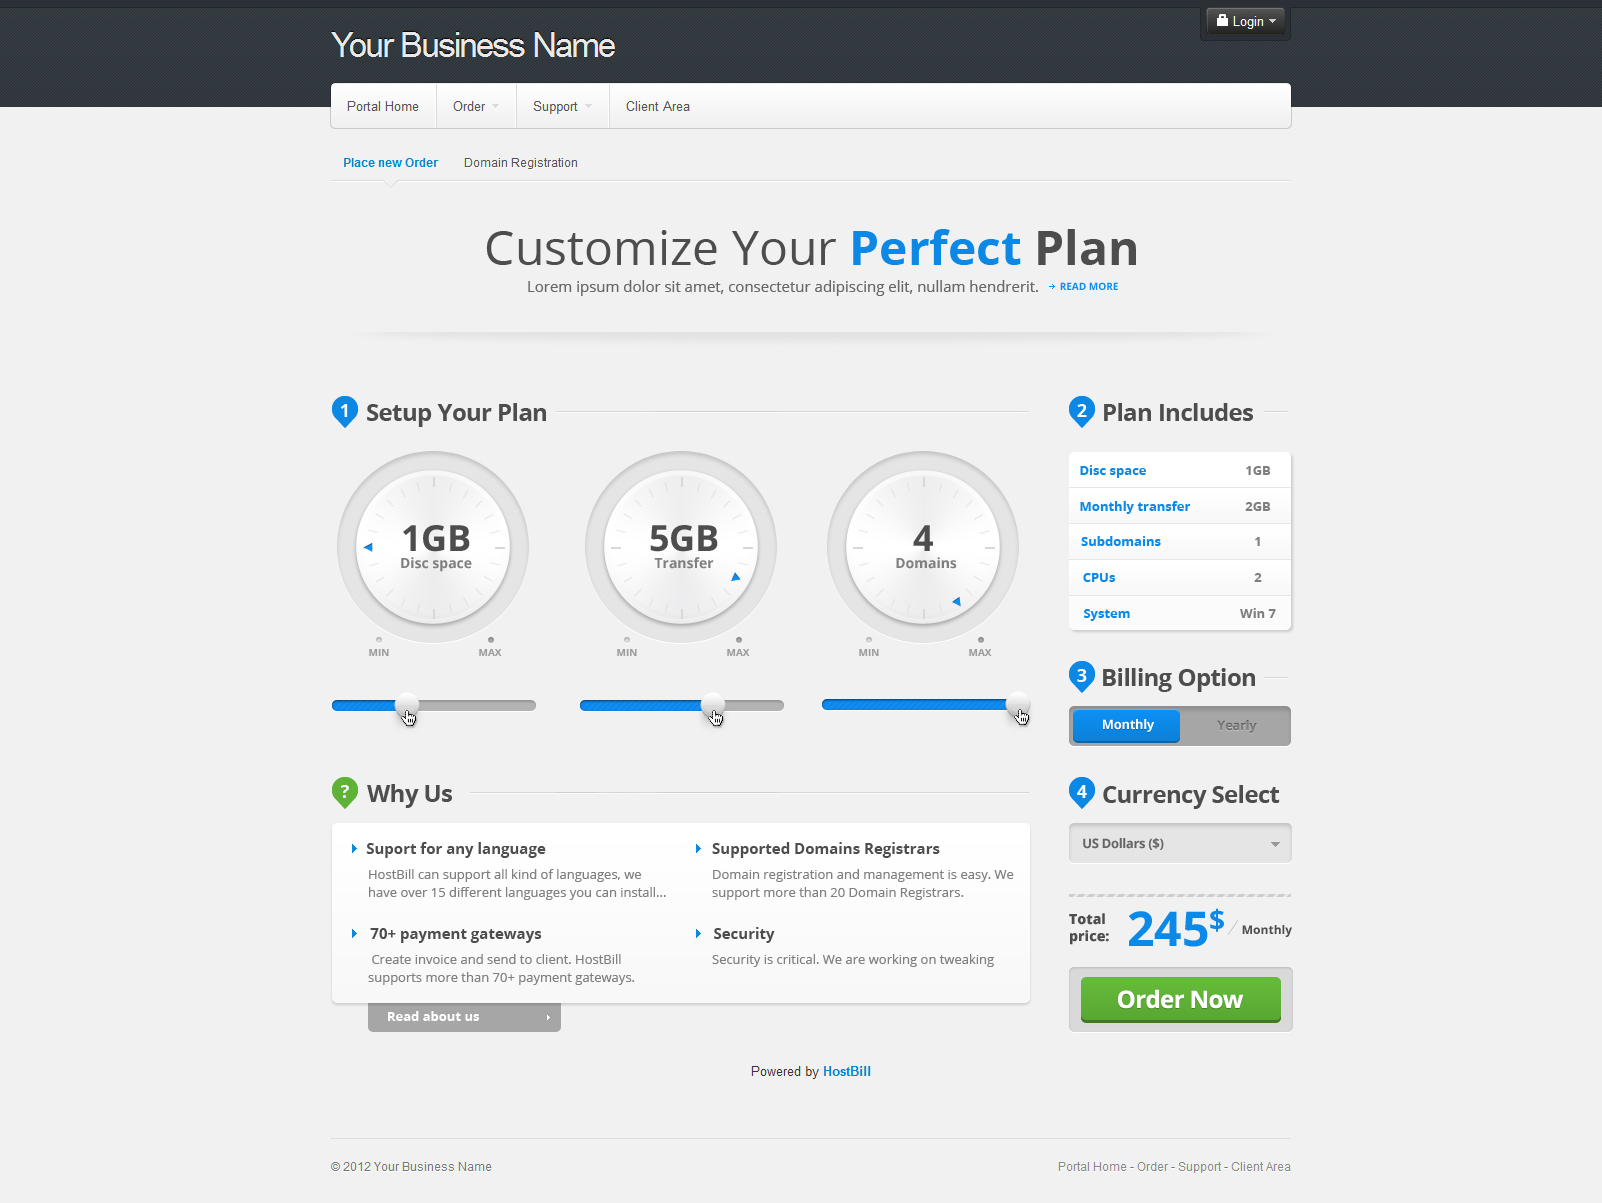 Login
Your Business Name
Portal Home Order Support Client Area
Place new Order Domain Registration
Customize Your Perfect Plan
Lorem ipsum dolor sit amet, consectetur adipiscing elit, nullam hendrerit. READ MORE
1 Setup Your Plan
1GB
Disc space
MIN MAX
5GB
Transfer
MIN MAX
4
Domains
MIN MAX
2 Plan Includes
Disc space 1GB
Monthly transfer 2GB
Subdomains 1
CPUs 2
System Win 7
3 Billing Option
Monthly Yearly
? Why Us
Suport for any language
HostBill can support all kind of languages, we
have over 15 different languages you can install...
Supported Domains Registrars
Domain registration and management is easy. We
support more than 20 Domain Registrars.
70+ payment gateways
Create invoice and send to client. HostBill
supports more than 70+ payment gateways.
Security
Security is critical. We are working on tweaking
Read about us
4 Currency Select
US Dollars ($)
Total
price:
245$ / Monthly
Order Now
Powered by HostBill
© 2012 Your Business Name
Portal Home - Order - Support - Client Area